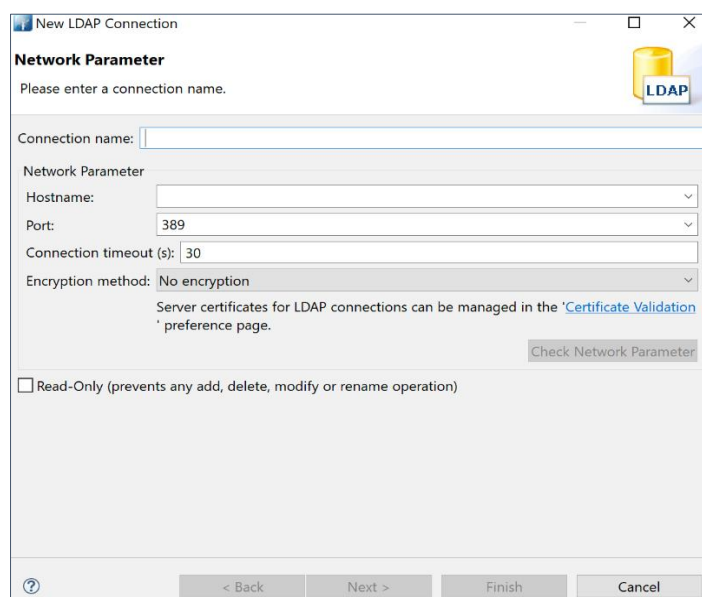 New LDAP Connection
Network Parameter
Please enter a connection name.
LDAP
Connection name:
Network Parameter
Hostname:
Port: 389
Connection timeout (s): 30
Encryption method: No encryption
Server certificates for LDAP connections can be managed in the 'Certificate Validation
' preference page.
Check Network Parameter
Read-Only (prevents any add, delete, modify or rename operation)
< Back Next > Finish Cancel